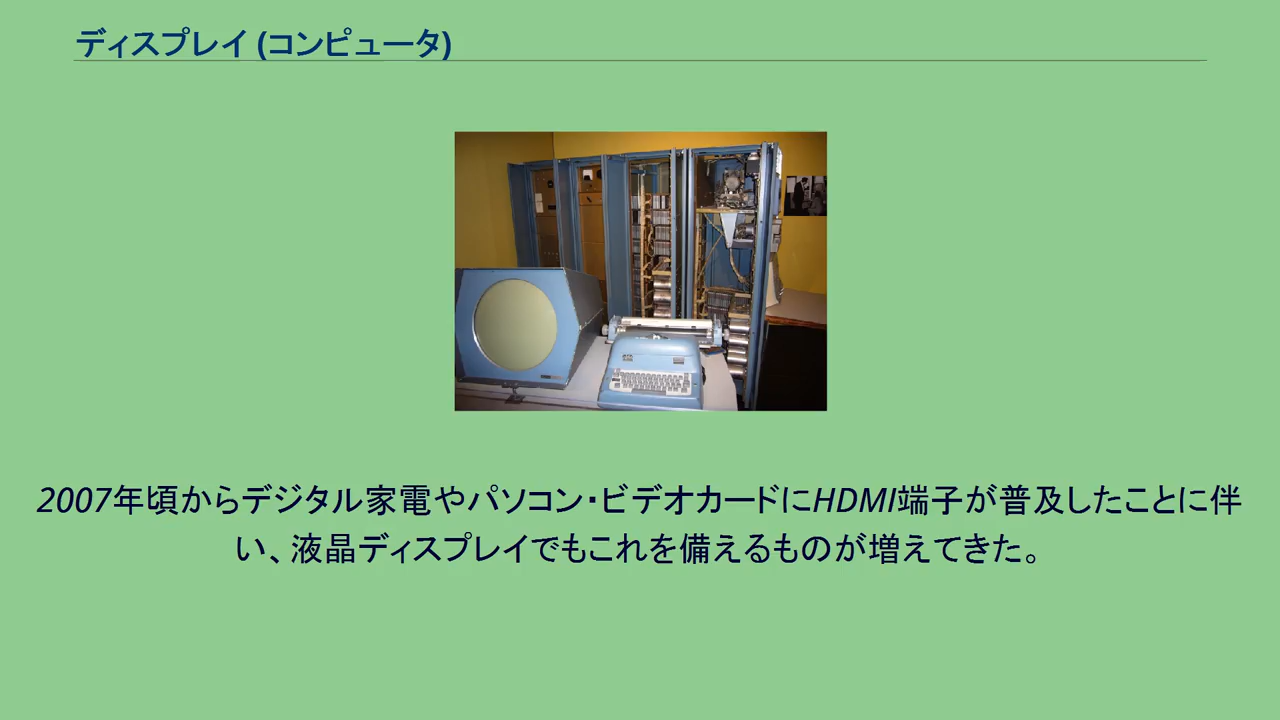 ディスプレイ (コンピュータ)
2007年頃からデジタル家電やパソコン・ビデオカードにHDMI端子が普及したことに伴
い、液晶ディスプレイでもこれを備えるものが増えてきた。